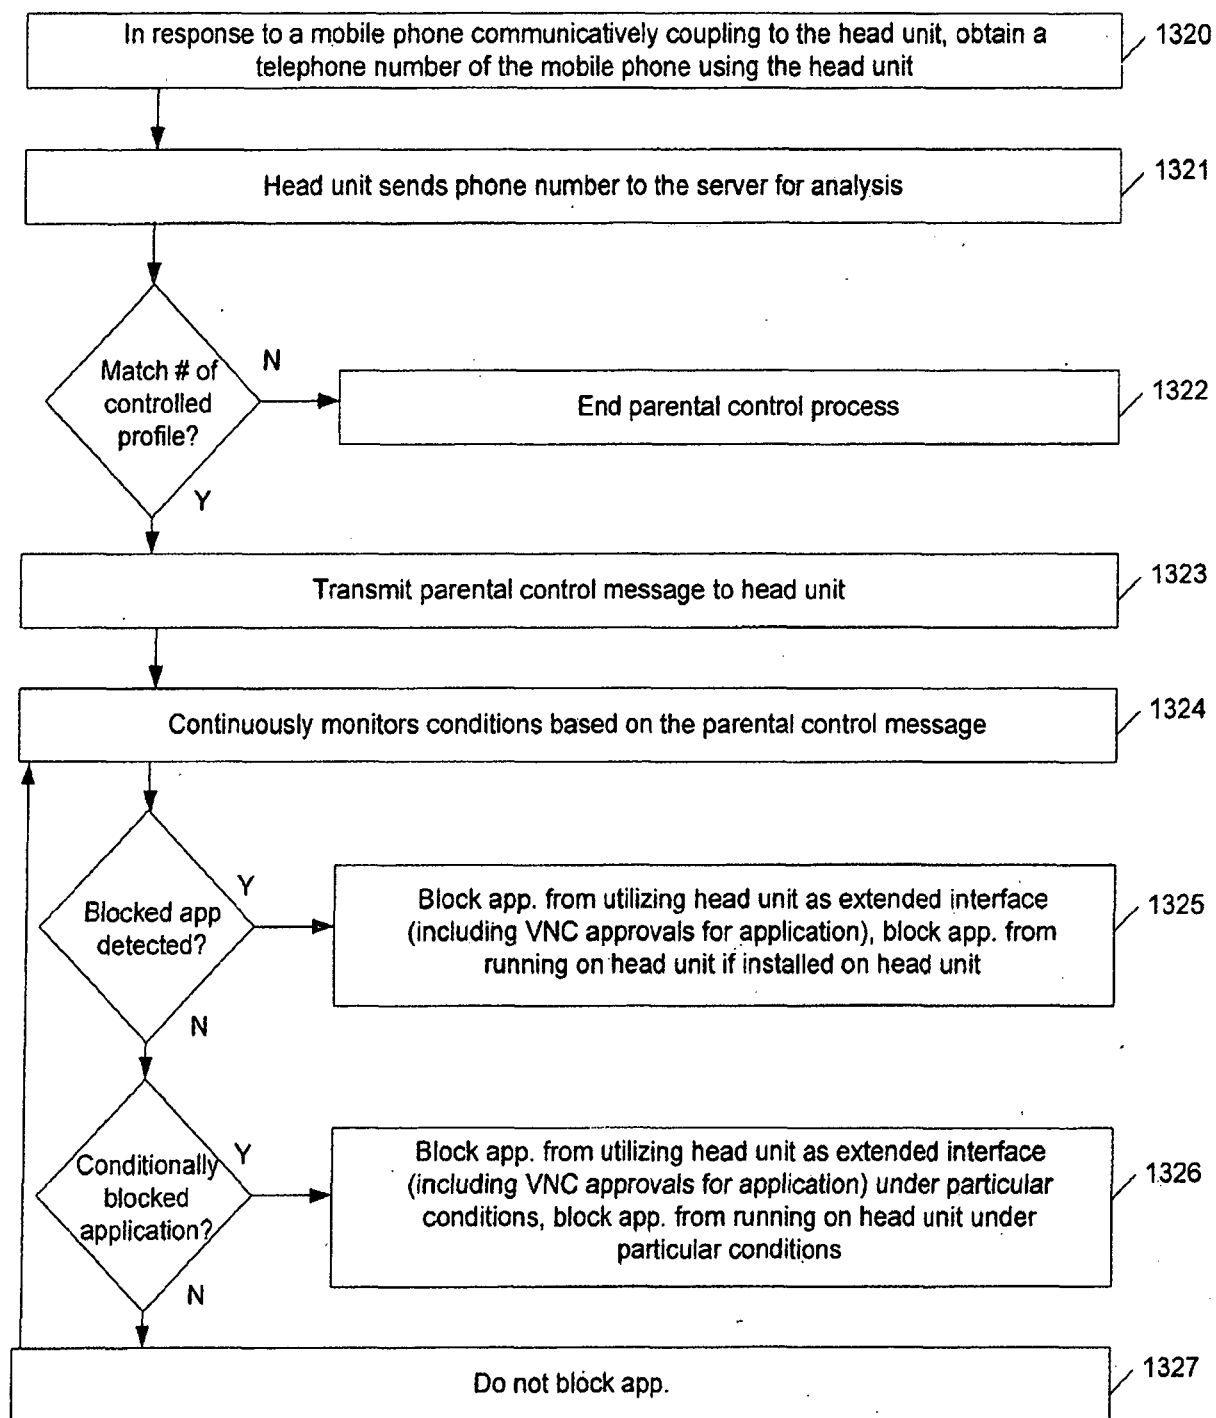 In response to a mobile phone communicatively coupling to the head unit, obtain a
telephone number of the mobile phone using the head unit
1320
Head unit sends phone number to the server for analysis
1321
Match # of
controlled
profile?
N
End parental control process
1322
Y
Transmit parental control message to head unit
1323
Continuously monitors conditions based on the parental control message
1324
Blocked app
detected?
Y
Block app. from utilizing head unit as extended interface
(including VNC approvals for application), block app. from
running on head unit if installed on head unit
1325
N
Conditionally
blocked
application?
Y
Block app. from utilizing head unit as extended interface
(including VNC approvals for application) under particular
conditions, block app. from running on head unit under
particular conditions
1326
N
Do not block app.
1327